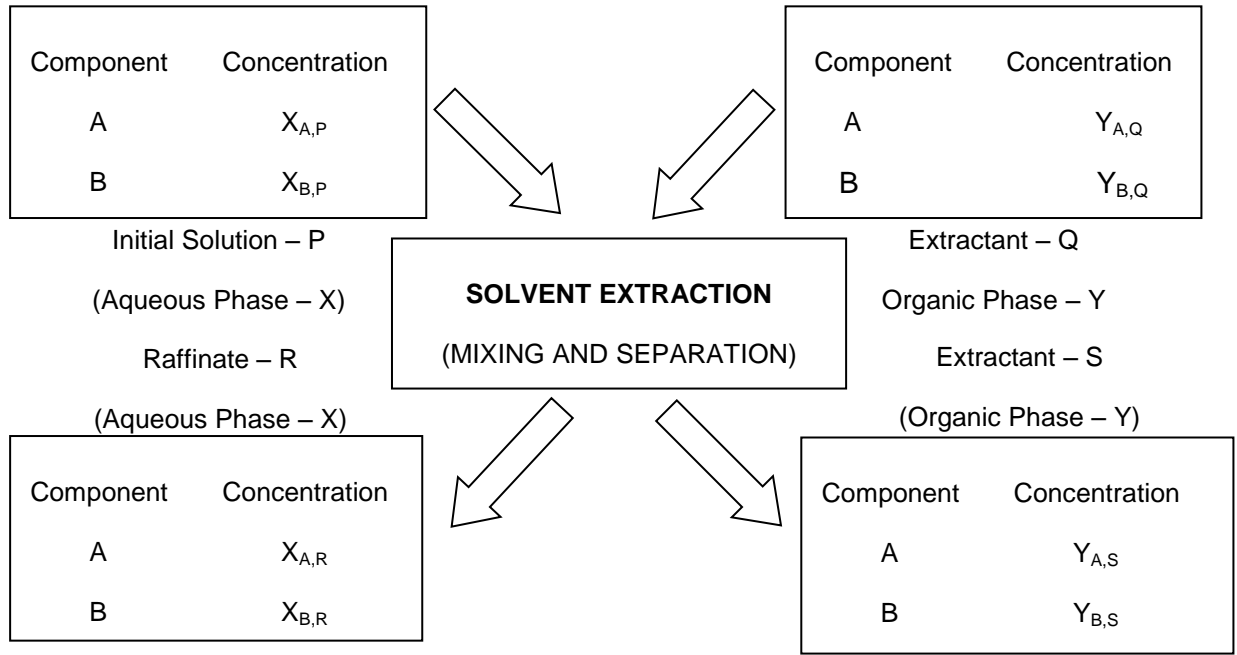 Component Concentration
A X_A,P
B X_B,P
Initial Solution – P
(Aqueous Phase – X)
Component Concentration
A Y_A,Q
B Y_B,Q
Extractant – Q
Organic Phase – Y
SOLVENT EXTRACTION
(MIXING AND SEPARATION)
Raffinate – R
(Aqueous Phase – X)
Component Concentration
A X_A,R
B X_B,R
Extractant – S
(Organic Phase – Y)
Component Concentration
A Y_A,S
B Y_B,S